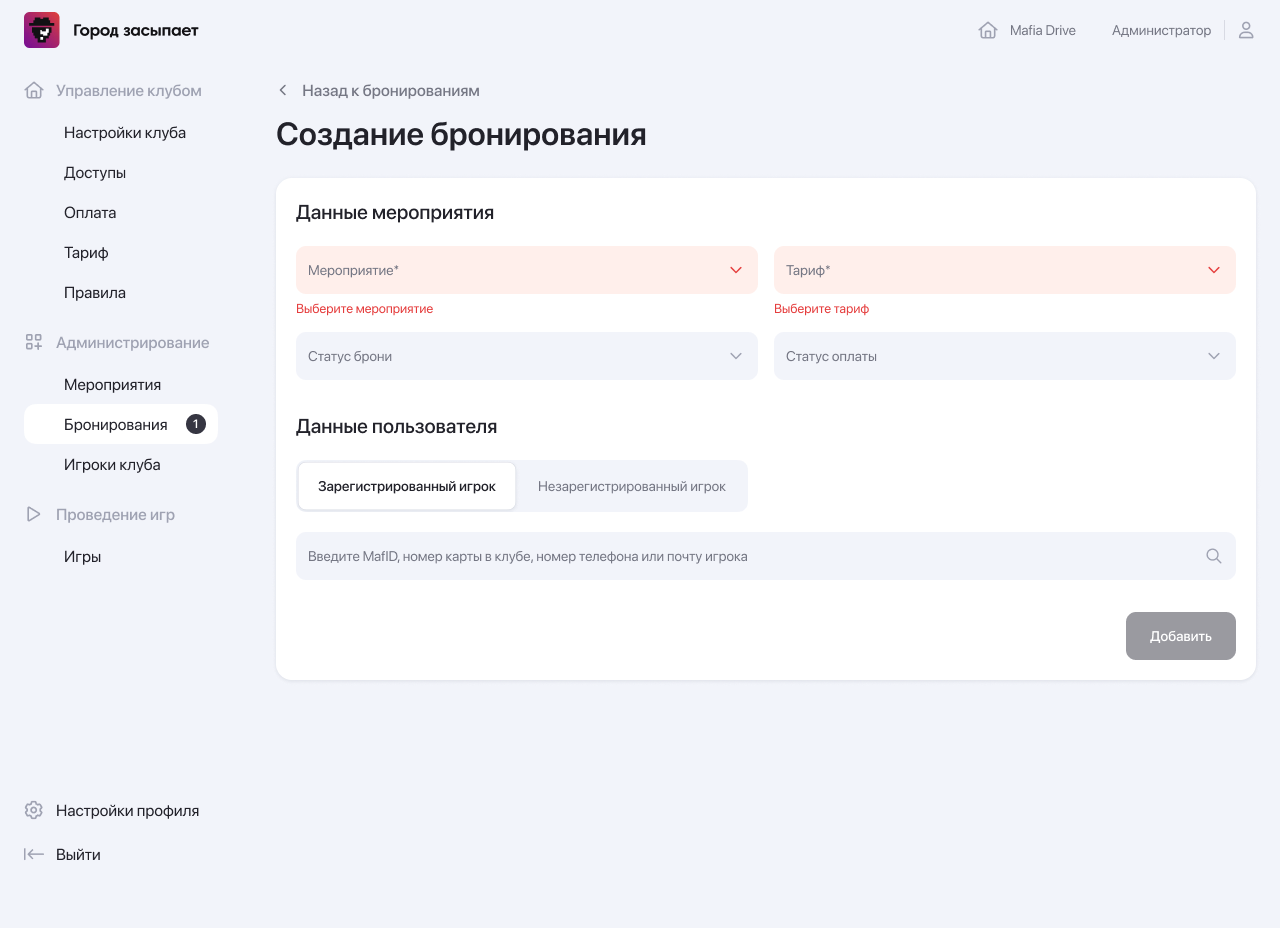 Город засыпает
Mafia Drive
Администратор
Управление клубом
Настройки клуба
Доступы
Оплата
Тариф
Правила
Администрирование
Мероприятия
Бронирования 1
Игроки клуба
Проведение игр
Игры
Настройки профиля
Выйти
Назад к бронированиям
Создание бронирования
Данные мероприятия
Мероприятие*
Тариф*
Выберите мероприятие
Выберите тариф
Статус брони
Статус оплаты
Данные пользователя
Зарегистрированный игрок
Незарегистрированный игрок
Введите MafID, номер карты в клубе, номер телефона или почту игрока
Добавить